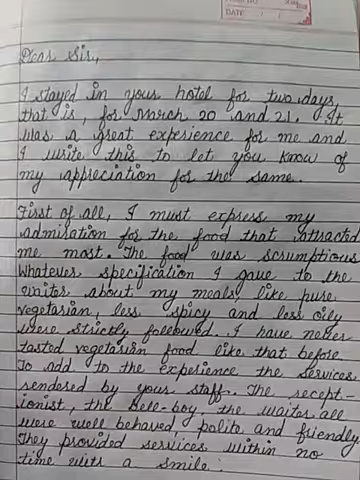 DATE
Dear Sir,
I stayed in your hotel for two days,
that is, for March 20 and 21. It
was a great experience for me and
I write this to let you know of
my appreciation for the same.
First of all, I must express my
admiration for the food that attracted
me most. The food was scrumptious
Whatever specification I gave to the
waiter about my meals, like pure
vegetarian, less spicy and less oily
were strictly followed. I have never
tasted vegetarian food like that before
To add to the experience the services
rendered by your staff. The recept-
ionist, the bell-boy, the waiter all
were well behaved, polite and friendly
They provided services within no
time with a smile.